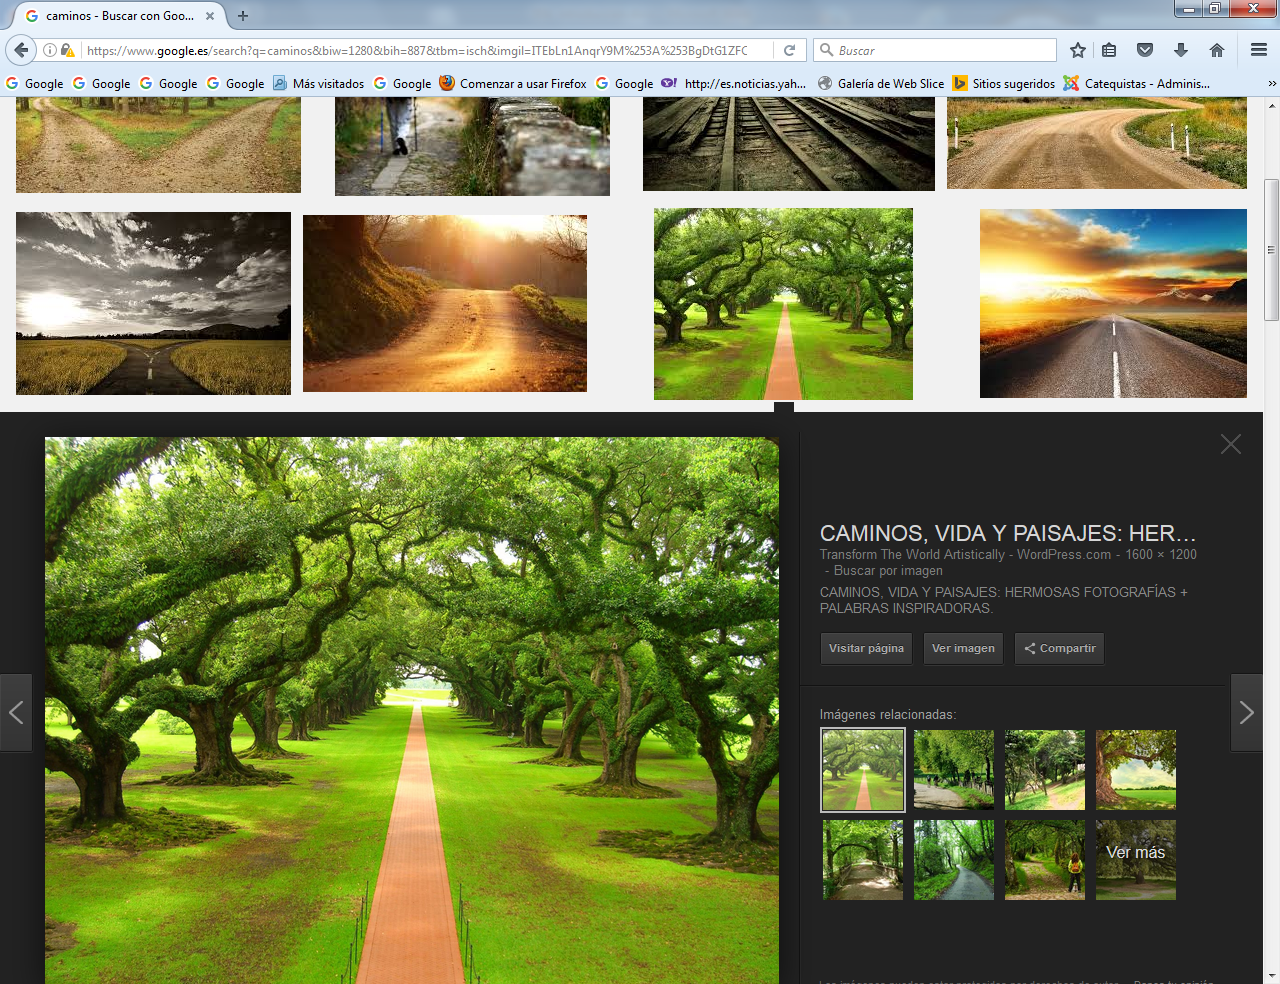 caminos - Buscar con Goo...
https://www.google.es/search?q=caminos&biw=1280&bih=887&tbm=isch&imgil=ITEbLn1AnqrY9M%253A%253BgDtG1ZFC
Buscar
Google
Google
Google
Google
Más visitados
Google
Comenzar a usar Firefox
Google
http://es.noticias.yah...
Galería de Web Slice
Sitios sugeridos
Catequistas - Adminis...
CAMINOS, VIDA Y PAISAJES: HER...
Transform The World Artistically - WordPress.com - 1600 × 1200
- Buscar por imagen
CAMINOS, VIDA Y PAISAJES: HERMOSAS FOTOGRAFÍAS +
PALABRAS INSPIRADORAS.
Visitar página
Ver imagen
Compartir
Imágenes relacionadas:
Ver más